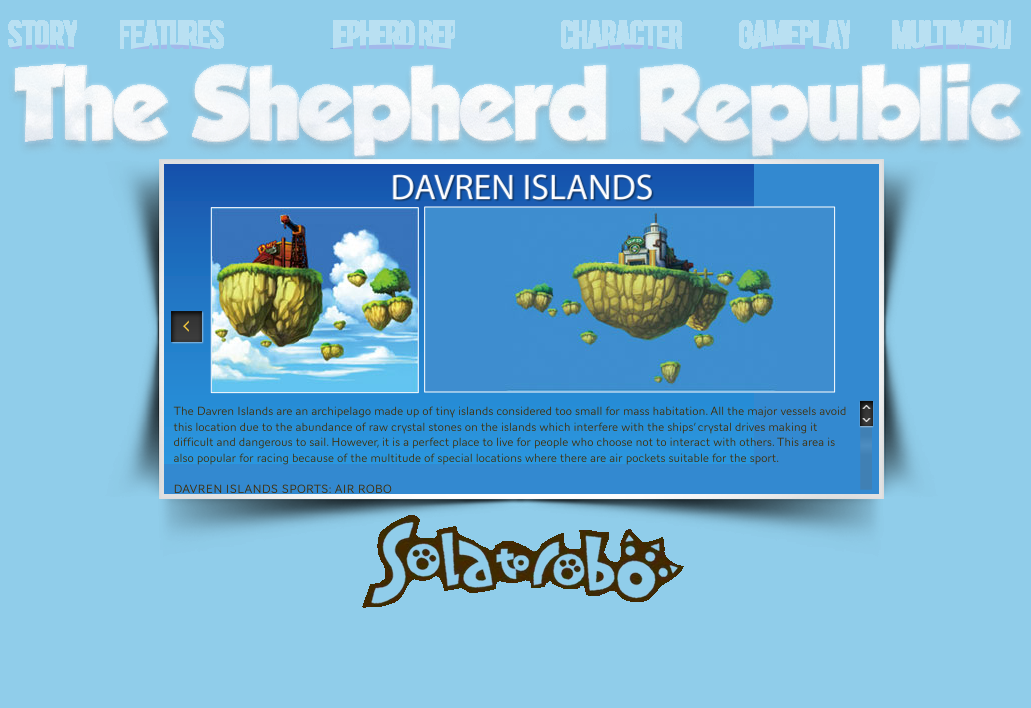 STORY FEATURES EPHERD REP CHARACTER GAMEPLAY MULTIMEDI
The Shepherd Republic
DAVREN ISLANDS
The Davren Islands are an archipelago made up of tiny islands considered too small for mass habitation. All the major vessels avoid
this location due to the abundance of raw crystal stones on the islands which interfere with the ships' crystal drives making it
difficult and dangerous to sail. However, it is a perfect place to live for people who choose not to interact with others. This area is
also popular for racing because of the multitude of special locations where there are air pockets suitable for the sport.
DAVREN ISLANDS SPORTS: AIR ROBO
Solatorobo